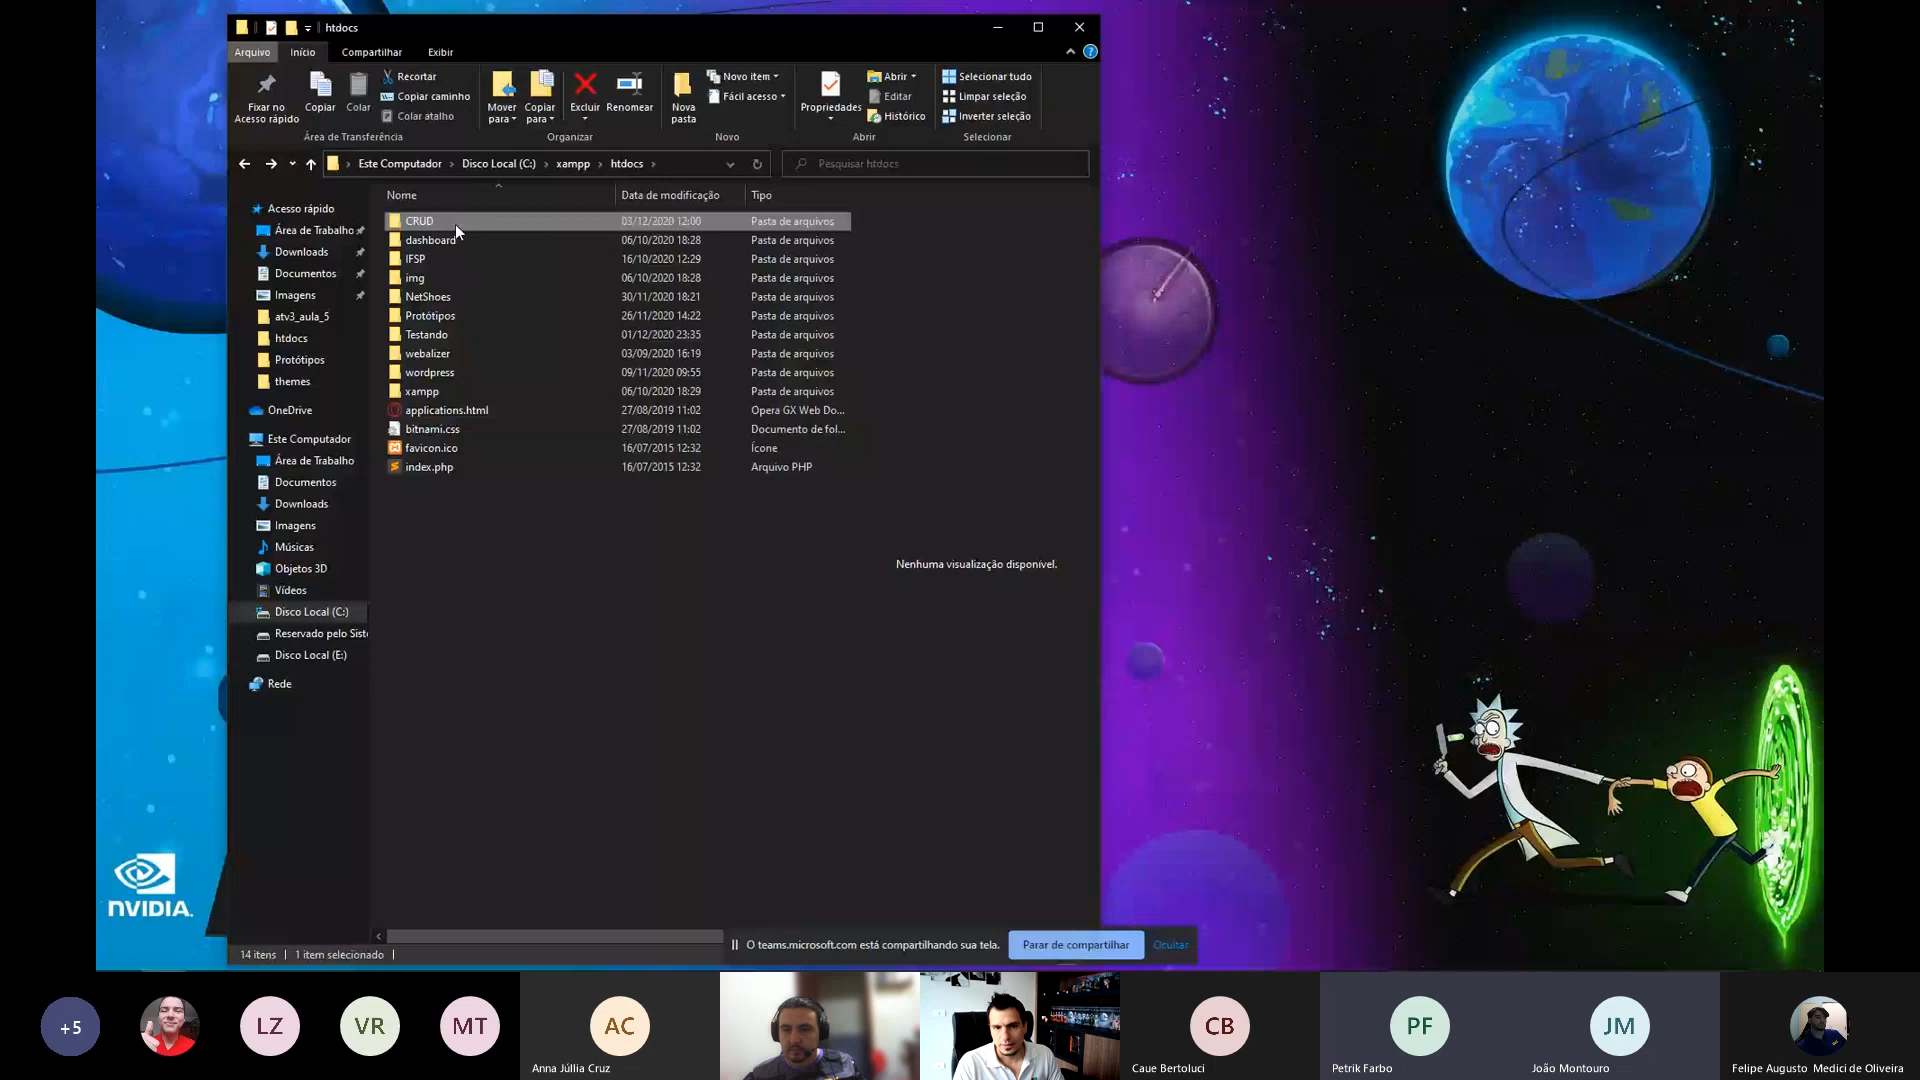 htdocs
Arquivo Início Compartilhar Exibir
Fixar no Acesso rápido
Copiar
Colar
Recortar
Copiar caminho
Colar atalho
Mover para
Copiar para
Excluir
Renomear
Nova pasta
Novo item
Fácil acesso
Propriedades
Abrir
Editar
Histórico
Selecionar tudo
Limpar seleção
Inverter seleção
Área de Transferência Organizar Novo Abrir Selecionar
Este Computador > Disco Local (C:) > xampp > htdocs >
Pesquisar htdocs
Nome Data de modificação Tipo
CRUD 03/12/2020 12:00 Pasta de arquivos
dashboard 06/10/2020 18:28 Pasta de arquivos
IFSP 16/10/2020 12:29 Pasta de arquivos
img 06/10/2020 18:28 Pasta de arquivos
NetShoes 30/11/2020 18:21 Pasta de arquivos
Protótipos 26/11/2020 14:22 Pasta de arquivos
Testando 01/12/2020 23:35 Pasta de arquivos
webalizer 03/09/2020 16:19 Pasta de arquivos
wordpress 09/11/2020 09:55 Pasta de arquivos
xampp 06/10/2020 18:29 Pasta de arquivos
applications.html 27/08/2019 11:02 Opera GX Web Do...
bitnami.css 27/08/2019 11:02 Documento de fol...
favicon.ico 16/07/2015 12:32 Ícone
index.php 16/07/2015 12:32 Arquivo PHP
Acesso rápido
Área de Trabalho
Downloads
Documentos
Imagens
atv3_aula_5
htdocs
Protótipos
themes
OneDrive
Este Computador
Área de Trabalho
Documentos
Downloads
Imagens
Músicas
Objetos 3D
Vídeos
Disco Local (C:)
Reservado pelo Siste
Disco Local (E:)
Rede
Nenhuma visualização disponível.
14 itens 1 item selecionado
O teams.microsoft.com está compartilhando sua tela.
Parar de compartilhar
Ocultar
NVIDIA.
+5
LZ
VR
MT
AC
Anna Júllia Cruz
CB
Caue Bertoluci
PF
Petrik Farbo
JM
João Montouro
Felipe Augusto Medici de Oliveira